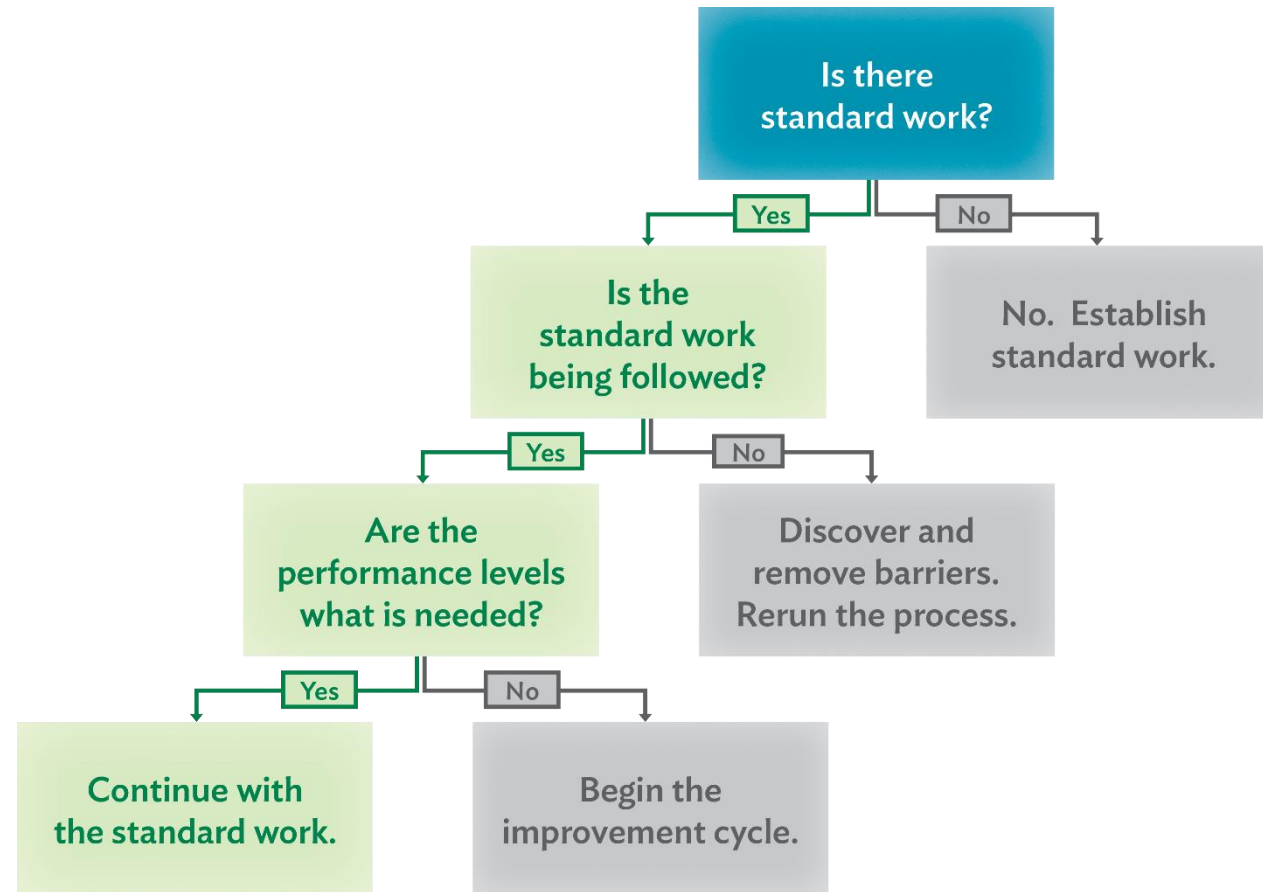 Is there
standard work?
Yes
No
Is the
standard work
being followed?
No. Establish
standard work.
Yes
No
Are the
performance levels
what is needed?
Discover and
remove barriers.
Rerun the process.
Yes
No
Continue with
the standard work.
Begin the
improvement cycle.